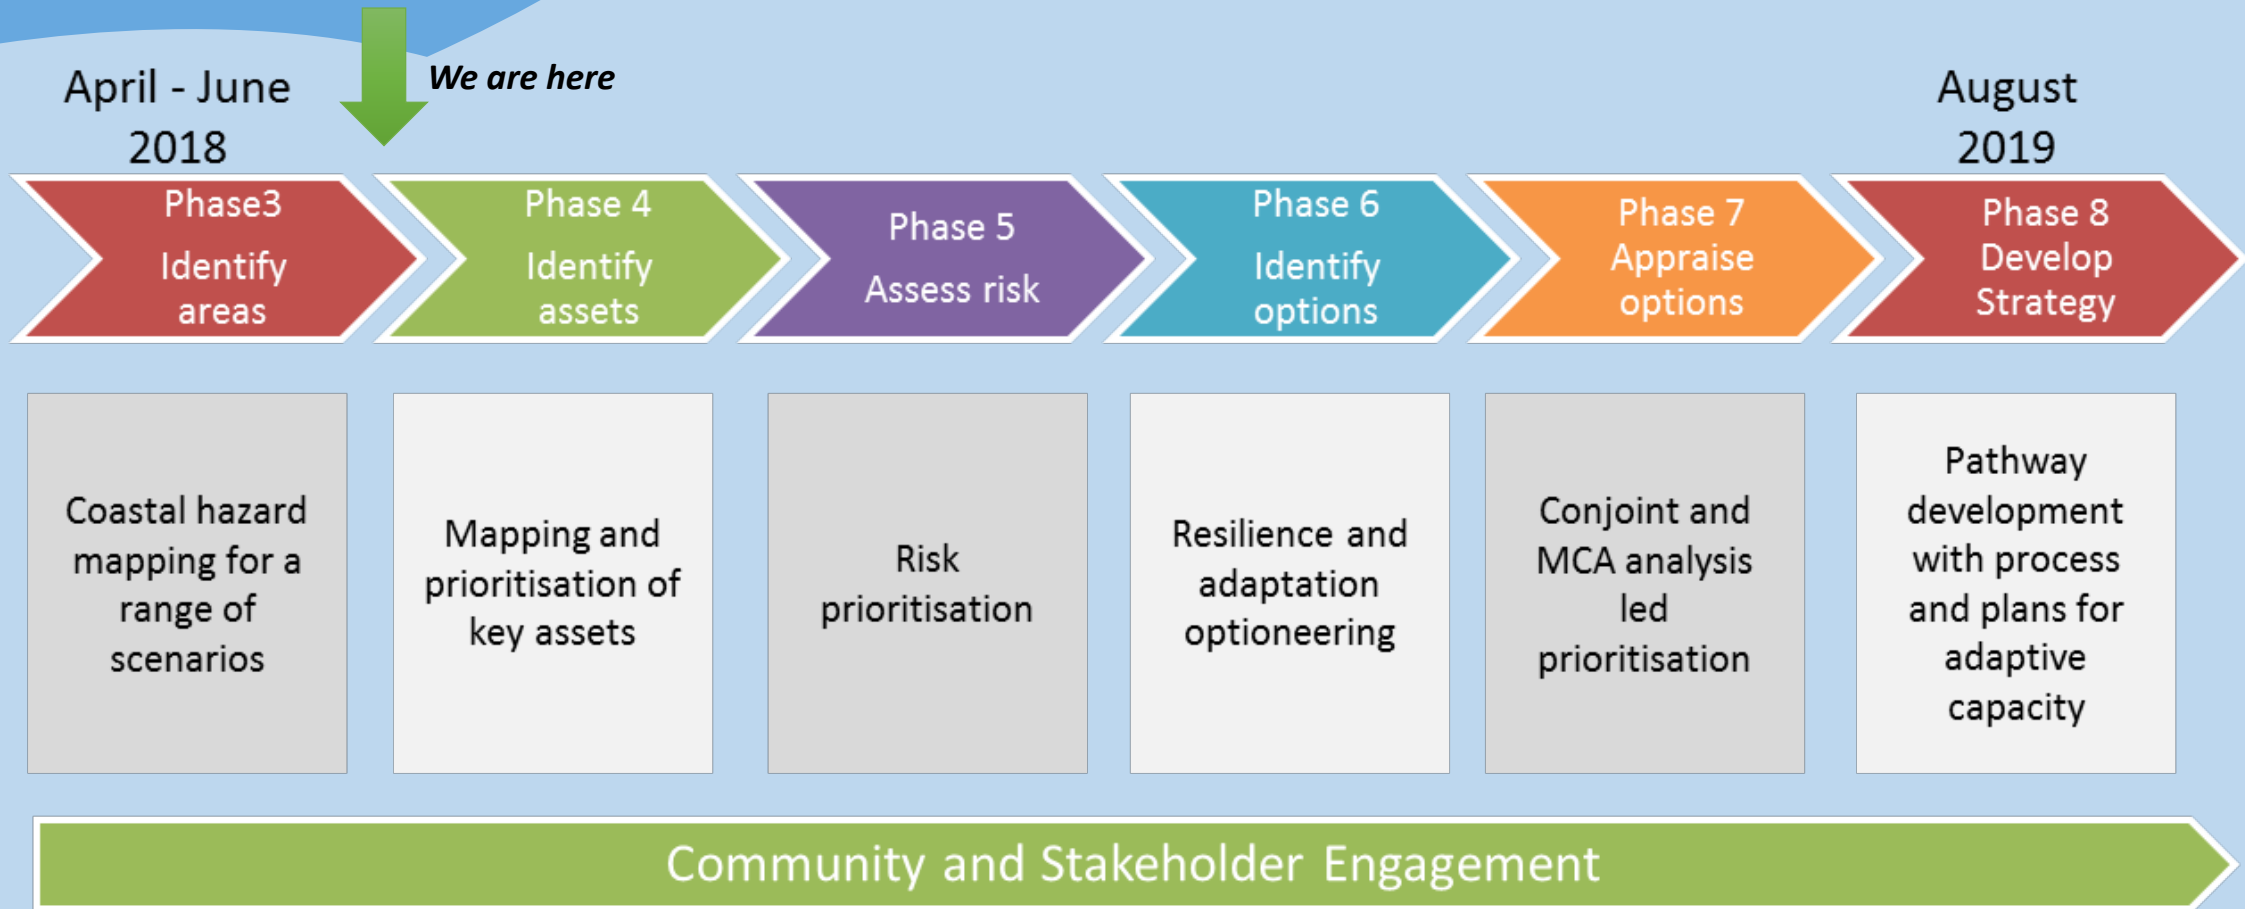 We are here
April - June
2018
August
2019
Phase3
Identify
areas
Phase 4
Identify
assets
Phase 5
Assess risk
Phase 6
Identify
options
Phase 7
Appraise
options
Phase 8
Develop
Strategy
Coastal hazard
mapping for a
range of
scenarios
Mapping and
prioritisation of
key assets
Risk
prioritisation
Resilience and
adaptation
optioneering
Conjoint and
MCA analysis
led
prioritisation
Pathway
development
with process
and plans for
adaptive
capacity
Community and Stakeholder Engagement